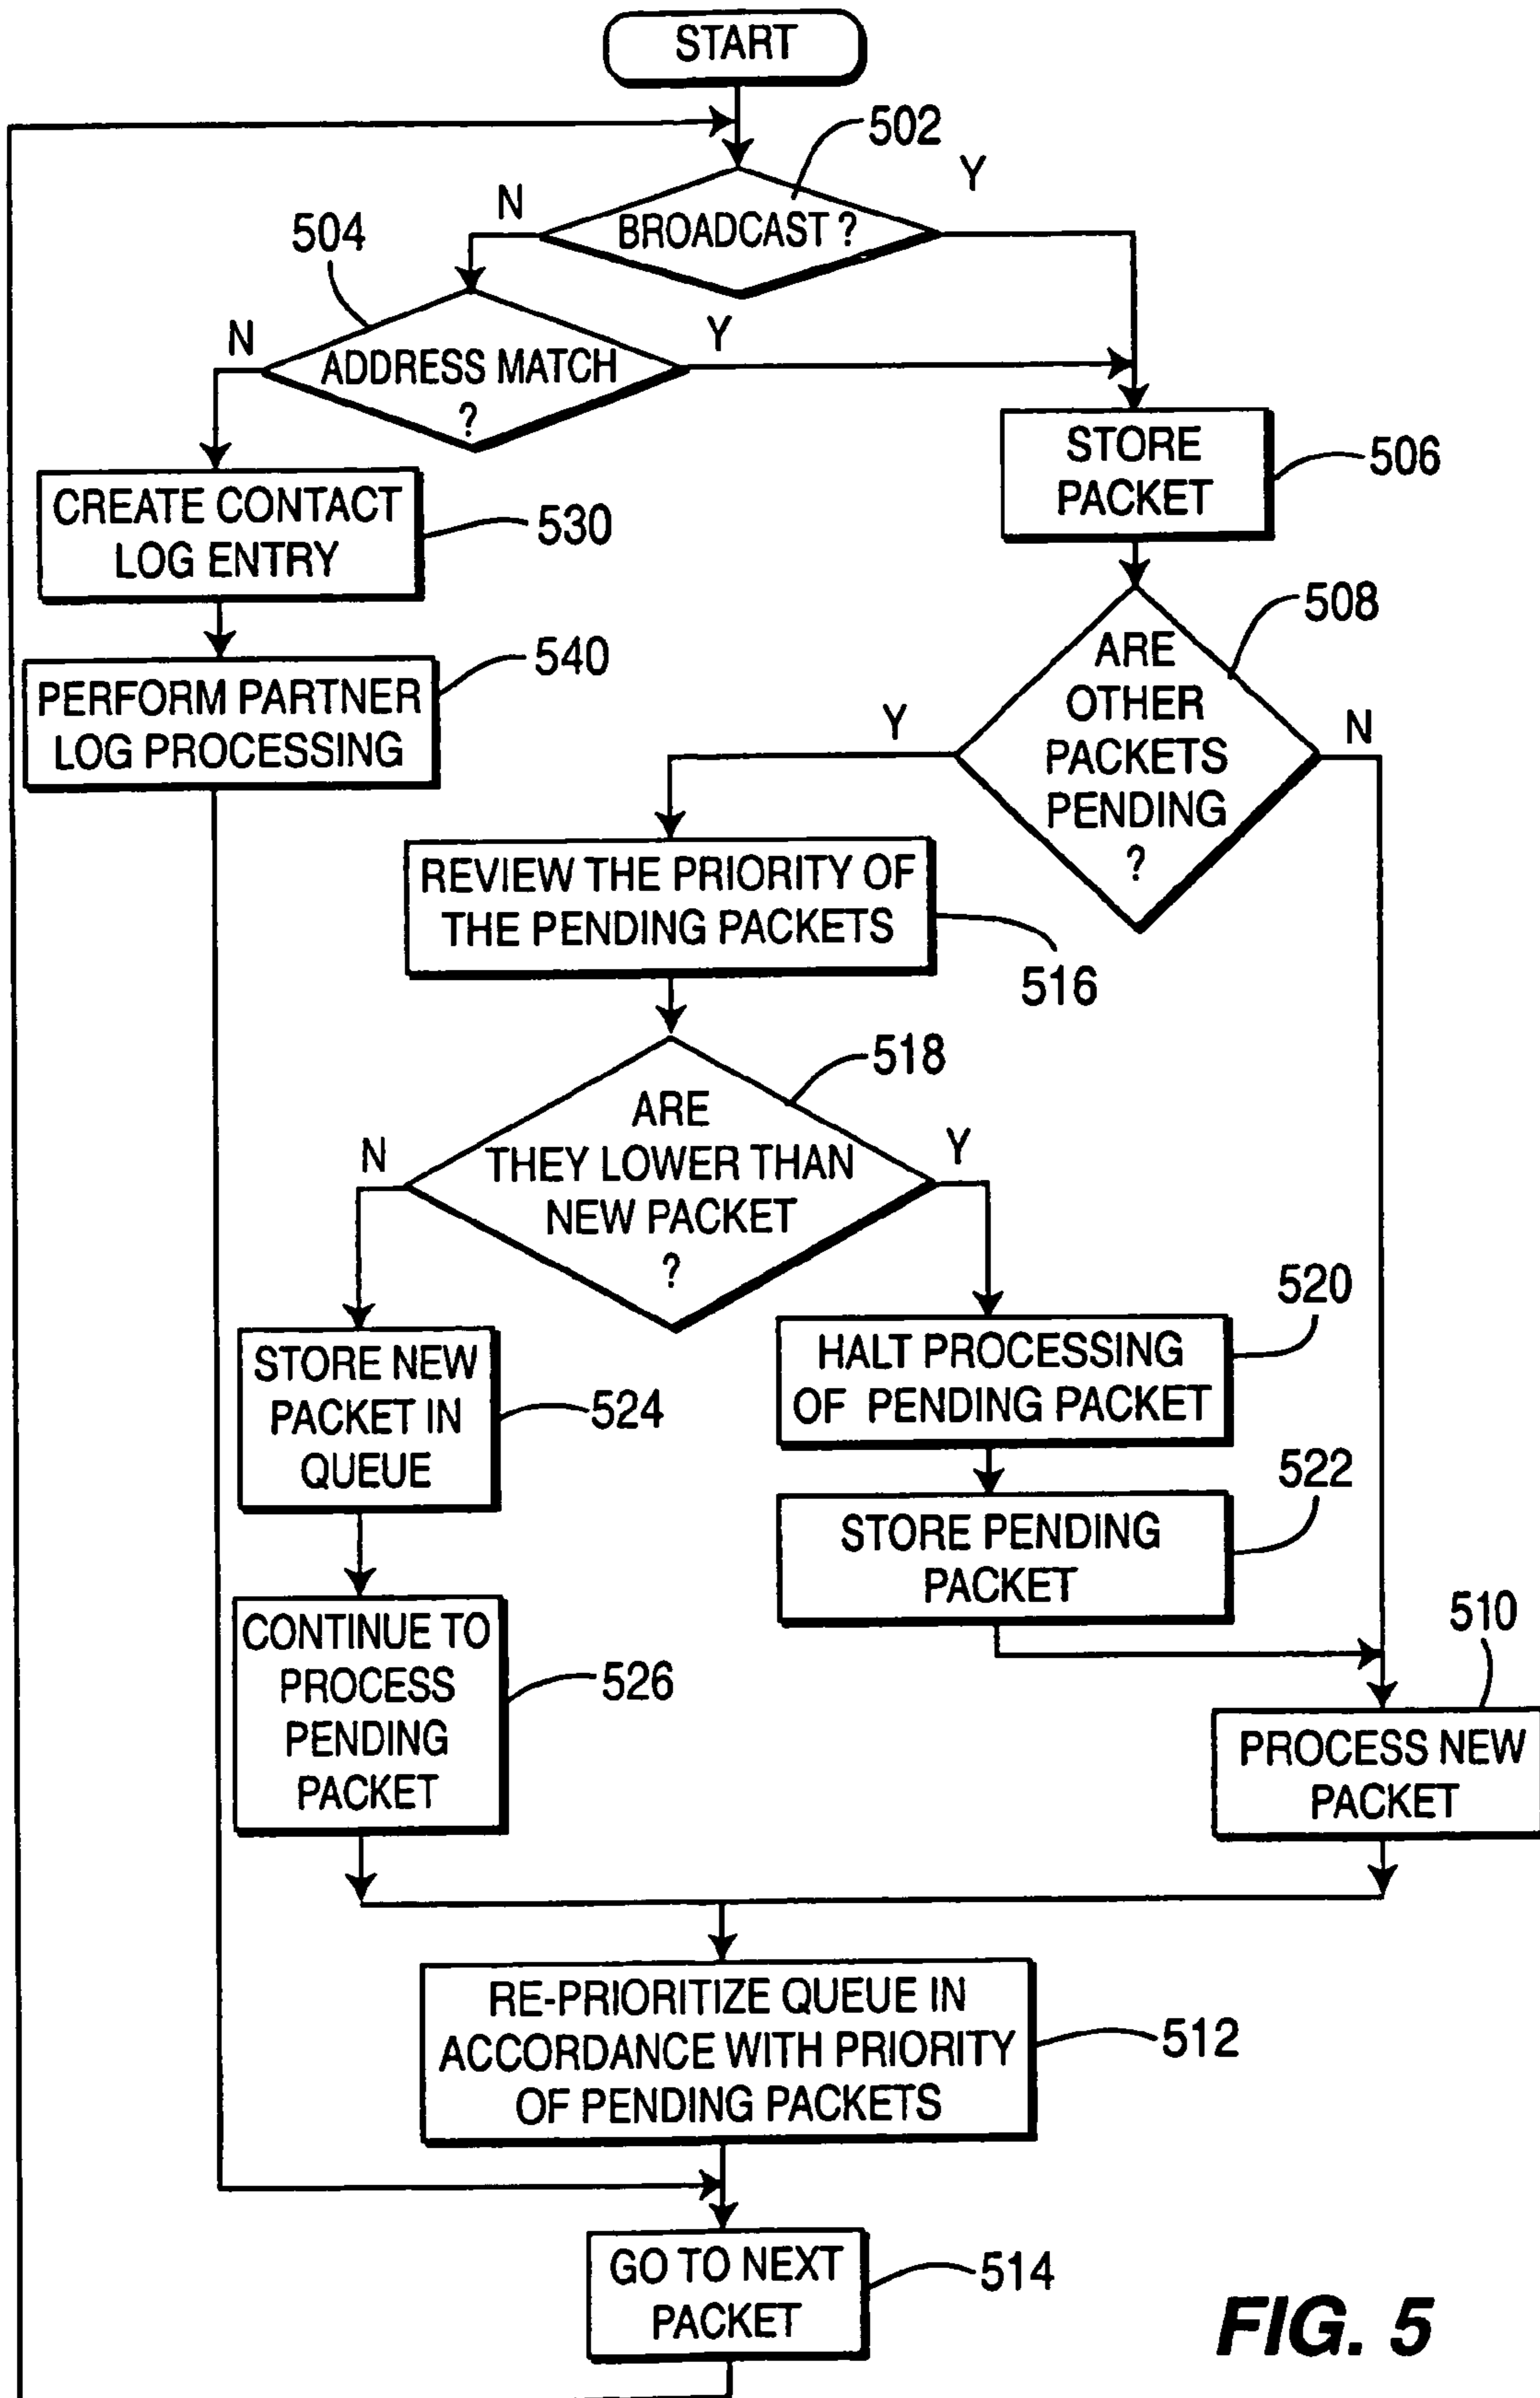 START
502
Y
N
BROADCAST ?
504
N
Y
ADDRESS MATCH
?
STORE
PACKET
506
CREATE CONTACT
LOG ENTRY
530
508
ARE
OTHER
PACKETS
PENDING
?
Y
N
PERFORM PARTNER
LOG PROCESSING
540
REVIEW THE PRIORITY OF
THE PENDING PACKETS
516
518
ARE
THEY LOWER THAN
NEW PACKET
?
N
Y
520
HALT PROCESSING
OF PENDING PACKET
STORE NEW
PACKET IN
QUEUE
524
522
STORE PENDING
PACKET
CONTINUE TO
PROCESS
PENDING
PACKET
526
510
PROCESS NEW
PACKET
RE-PRIORITIZE QUEUE IN
ACCORDANCE WITH PRIORITY
OF PENDING PACKETS
512
GO TO NEXT
PACKET
514
FIG. 5